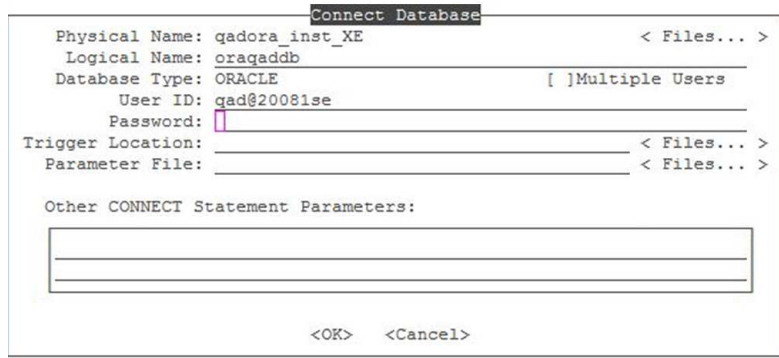 Connect Database
Physical Name: qadora_inst_XE < Files... >
Logical Name: oraqaddb
Database Type: ORACLE [ ]Multiple Users
User ID: qad@20081se
Password:
Trigger Location: < Files... >
Parameter File: < Files... >
Other CONNECT Statement Parameters:
<OK> <Cancel>